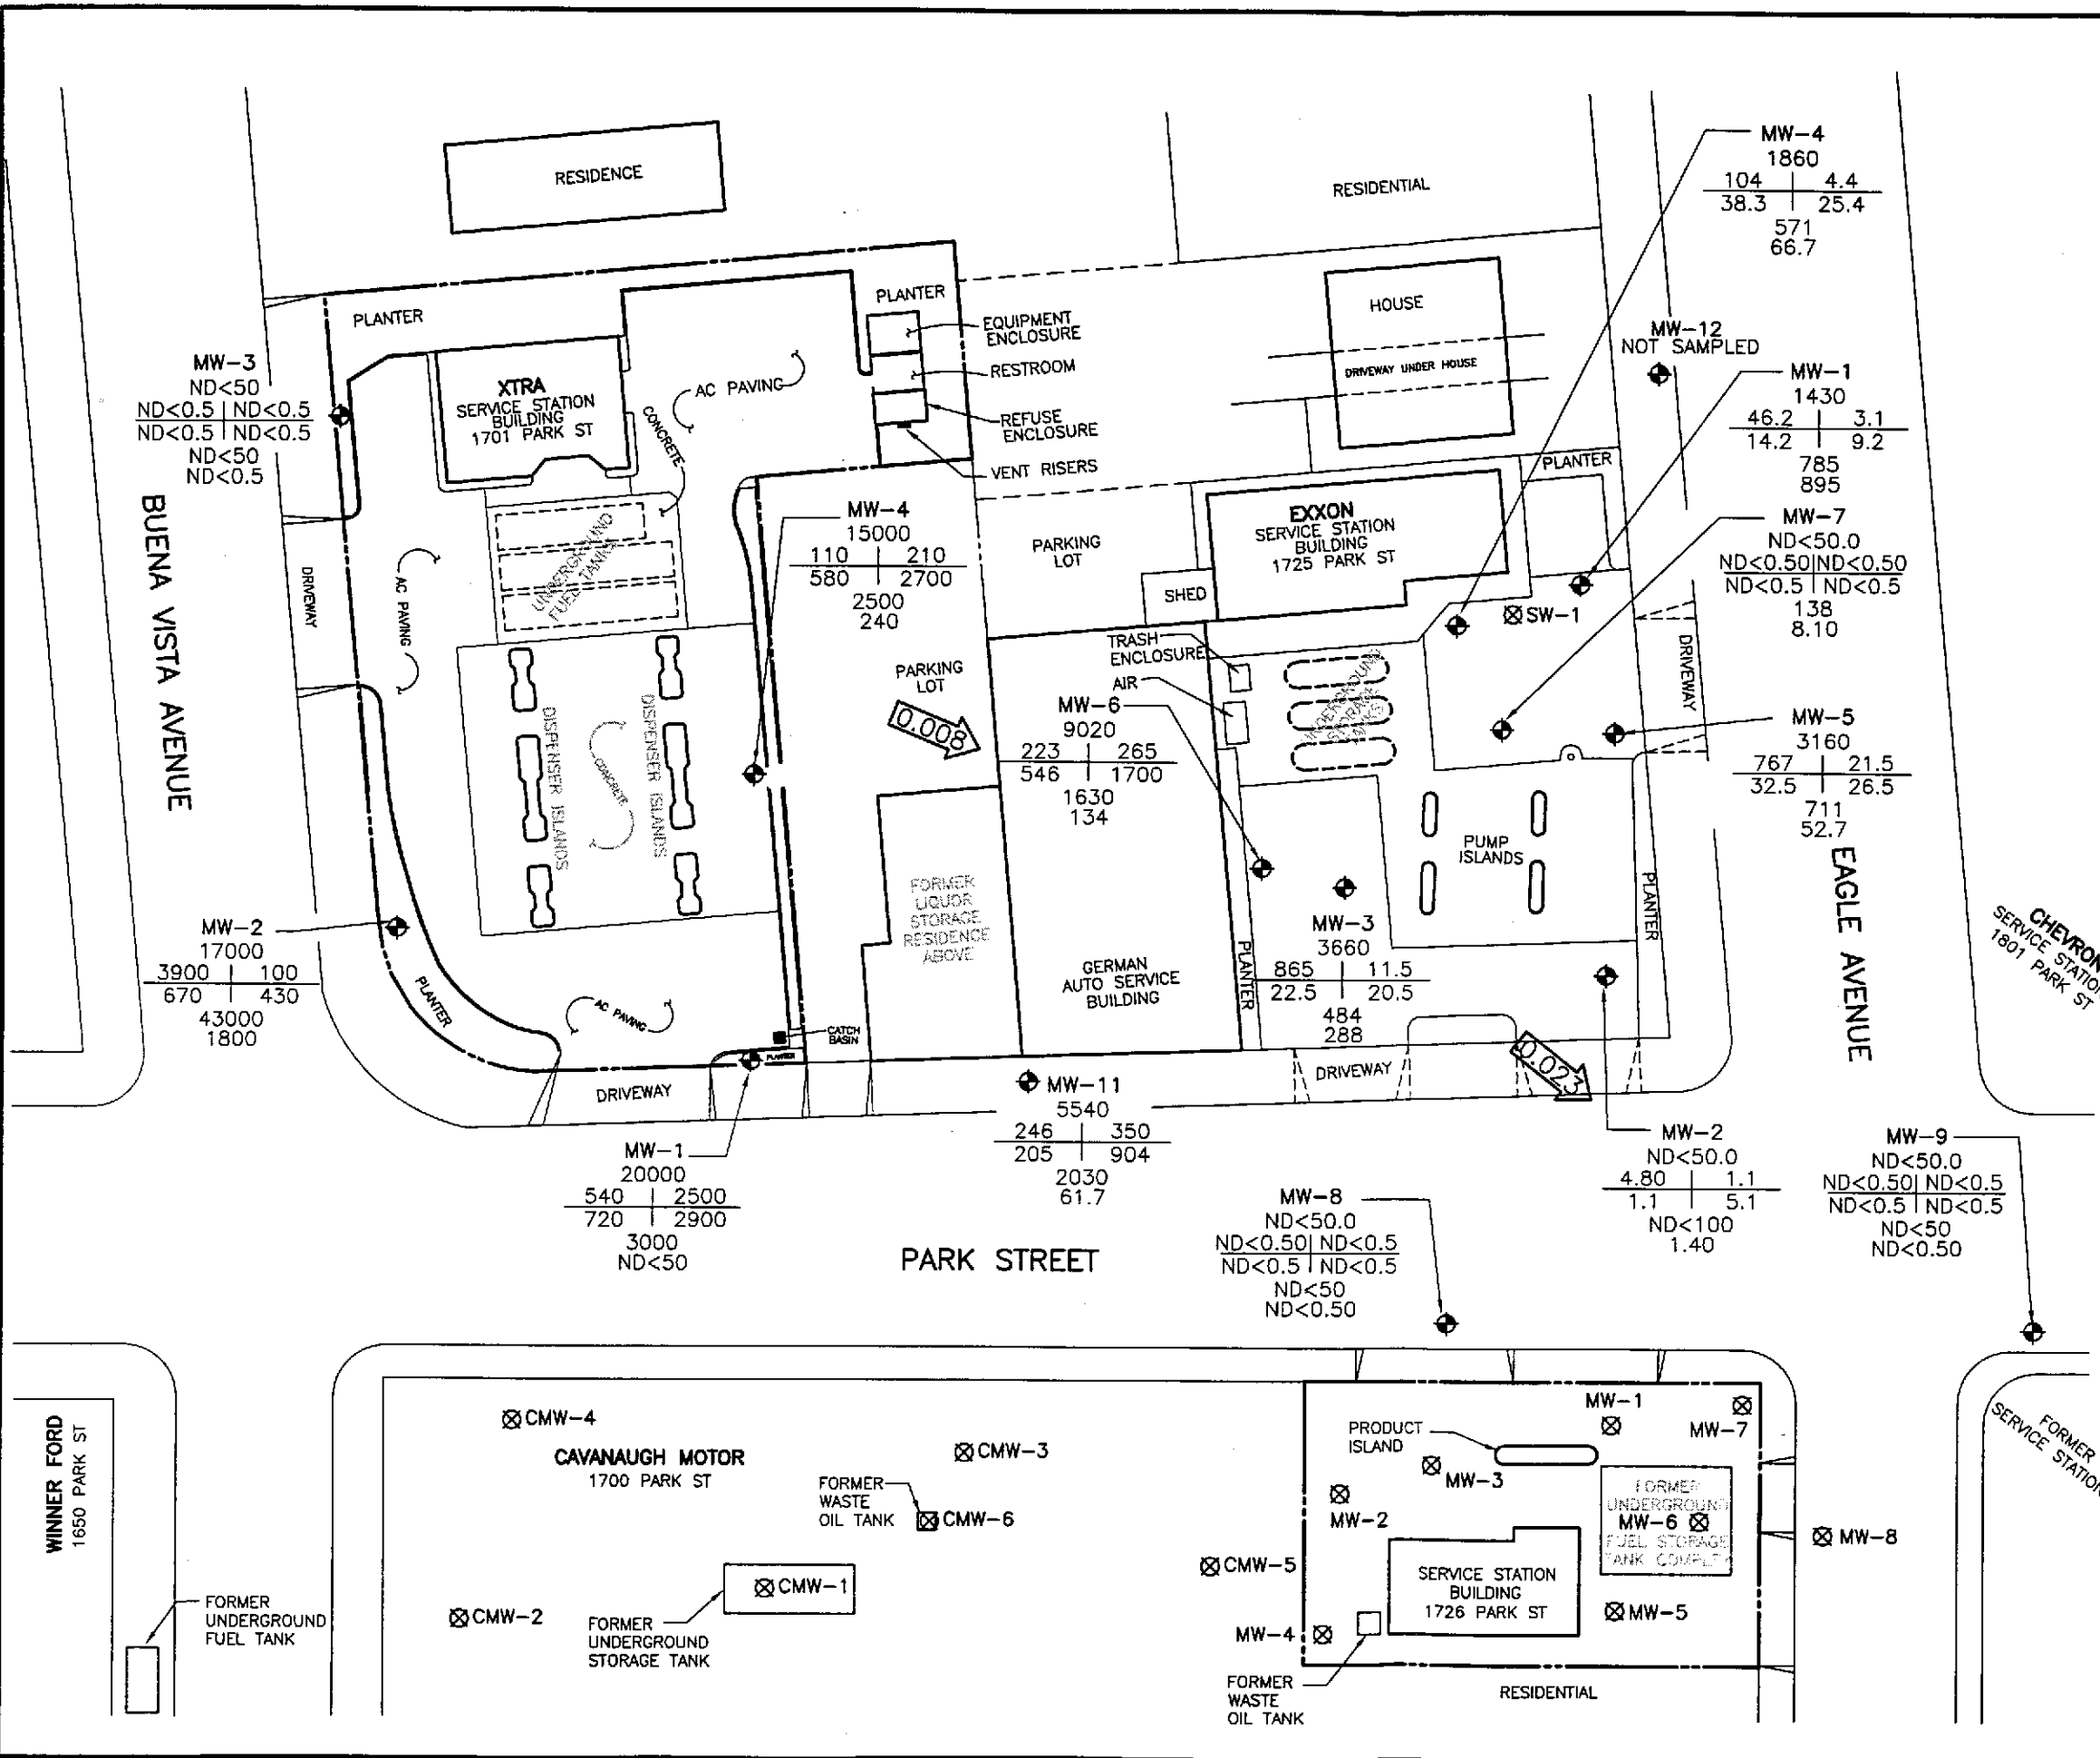 RESIDENCE
RESIDENTIAL
MW-4
1860
104 | 4.4
38.3 | 25.4
571
66.7
PLANTER
PLANTER
EQUIPMENT
ENCLOSURE
RESTROOM
REFUSE
ENCLOSURE
VENT RISERS
HOUSE
DRIVEWAY UNDER HOUSE
MW-12
NOT SAMPLED
MW-1
1430
46.2 | 3.1
14.2 | 9.2
785
895
MW-3
ND<50
ND<0.5 | ND<0.5
ND<0.5 | ND<0.5
ND<50
ND<0.5
XTRA
SERVICE STATION
BUILDING
1701 PARK ST
AC PAVING
CONCRETE
PLANTER
BUENA VISTA AVENUE
DRIVEWAY
AC PAVING
UNDERGROUND
FUEL TANKS
MW-4
15000
110 | 210
580 | 2700
2500
240
PARKING
LOT
EXXON
SERVICE STATION
BUILDING
1725 PARK ST
SHED
SW-1
MW-7
ND<50.0
ND<0.50|ND<0.50
ND<0.5 | ND<0.5
138
8.10
DRIVEWAY
TRASH
ENCLOSURE
AIR
PARKING
LOT
0.008
MW-6
9020
223 | 265
546 | 1700
1630
134
MW-5
3160
767 | 21.5
32.5 | 26.5
711
52.7
DISPENSER ISLANDS
CONCRETE
DISPENSER ISLANDS
PUMP
ISLANDS
PLANTER
EAGLE AVENUE
CHEVRON
SERVICE STATION
1801 PARK ST
FORMER
LIQUOR
STORAGE
RESIDENCE
ABOVE
MW-2
17000
3900 | 100
670 | 430
43000
1800
PLANTER
AC PAVING
CATCH
BASIN
PLANTER
GERMAN
AUTO SERVICE
BUILDING
PLANTER
MW-3
3660
865 | 11.5
22.5 | 20.5
484
288
DRIVEWAY
DRIVEWAY
0.023
MW-11
5540
246 | 350
205 | 904
2030
61.7
MW-1
20000
540 | 2500
720 | 2900
3000
ND<50
MW-2
ND<50.0
4.80 | 1.1
1.1 | 5.1
ND<100
1.40
MW-9
ND<50.0
ND<0.50| ND<0.5
ND<0.5 | ND<0.5
ND<50
ND<0.50
MW-8
ND<50.0
ND<0.50| ND<0.5
ND<0.5 | ND<0.5
ND<50
ND<0.50
PARK STREET
WINNER FORD
1650 PARK ST
CMW-4
CAVANAUGH MOTOR
1700 PARK ST
CMW-3
FORMER
WASTE
OIL TANK
CMW-6
CMW-1
CMW-2
CMW-5
FORMER
UNDERGROUND
FUEL TANK
FORMER
UNDERGROUND
STORAGE TANK
PRODUCT
ISLAND
MW-1
MW-7
MW-3
MW-2
FORMER
UNDERGROUND
MW-6
FUEL STORAGE
TANK COMPLEX
MW-8
SERVICE STATION
BUILDING
1726 PARK ST
MW-5
MW-4
FORMER
WASTE
OIL TANK
RESIDENTIAL
FORMER
SERVICE STATION